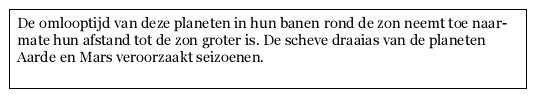 De omlooptijd van deze planeten in hun banen rond de zon neemt toe naar-
mate hun afstand tot de zon groter is. De scheve draaias van de planeten
Aarde en Mars veroorzaakt seizoenen.